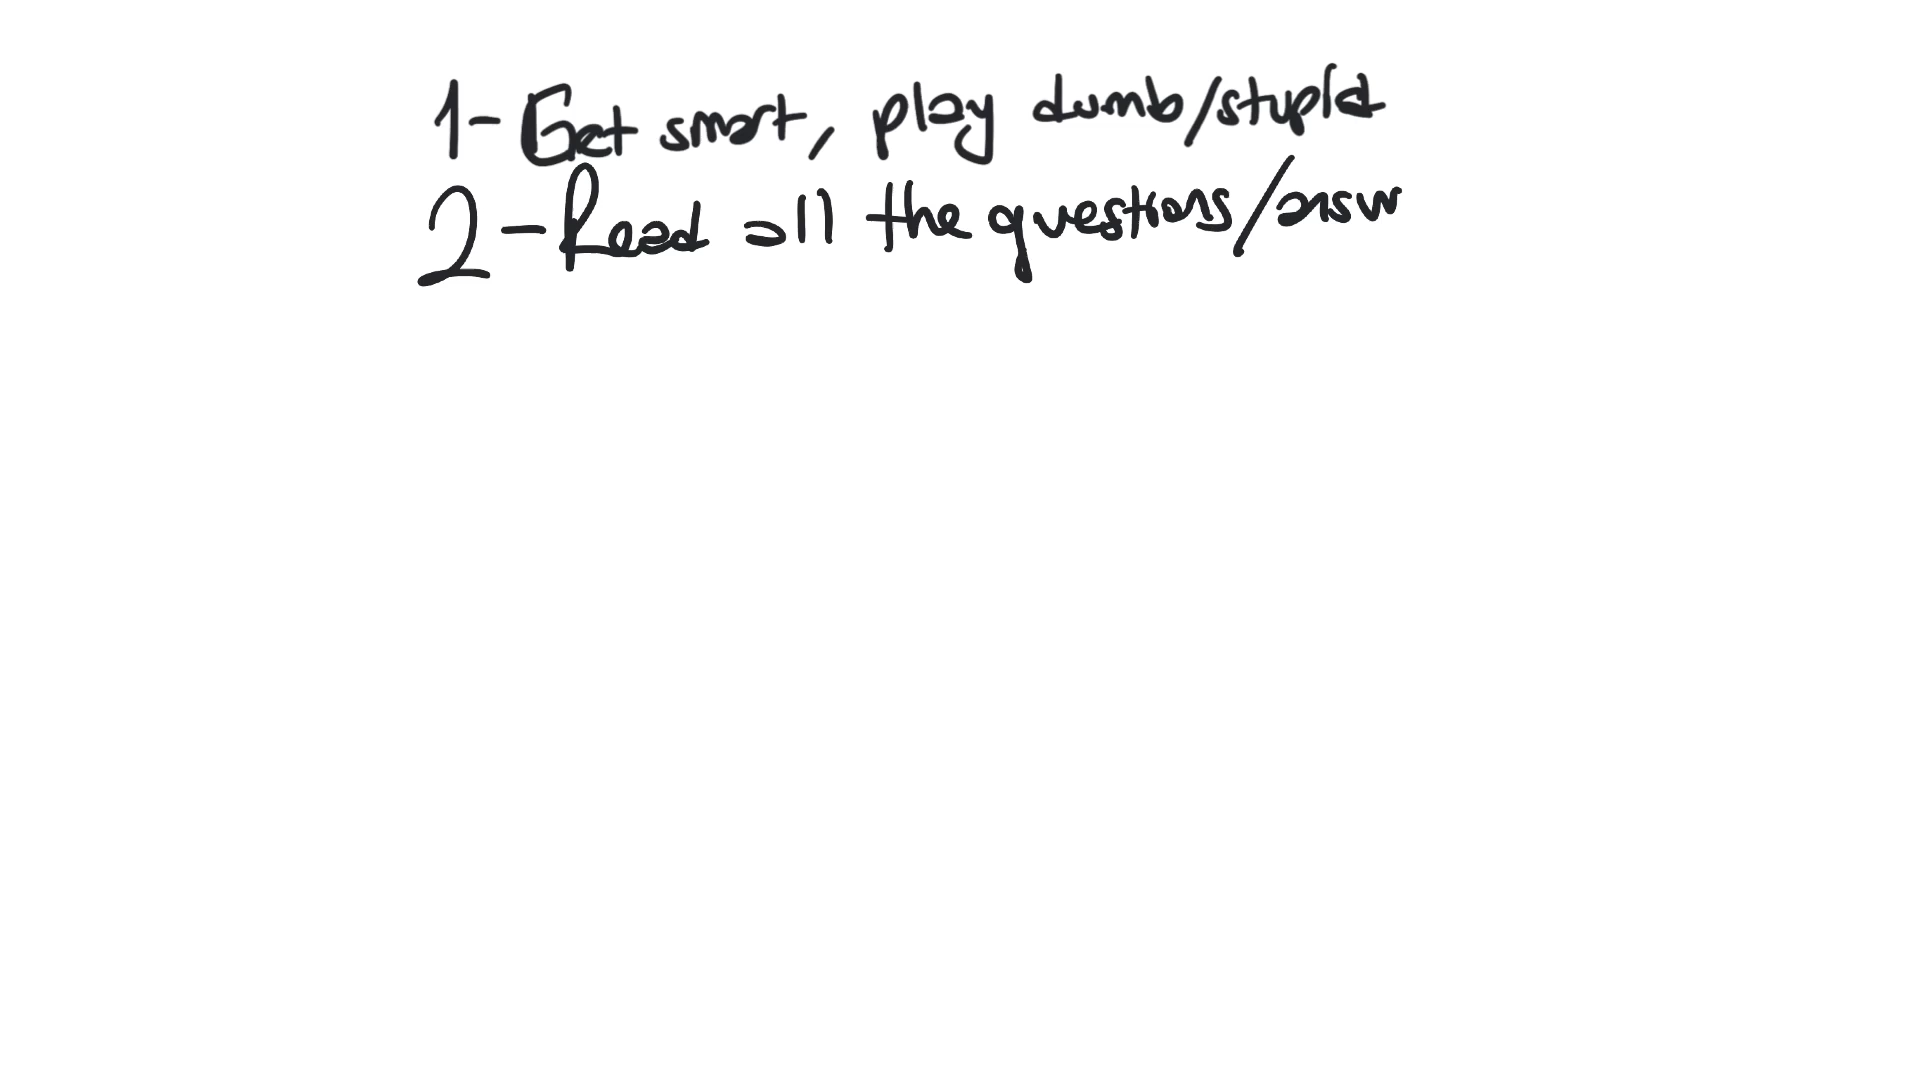 1- Get smart, play dumb/stupid
2- Read all the questions/answ